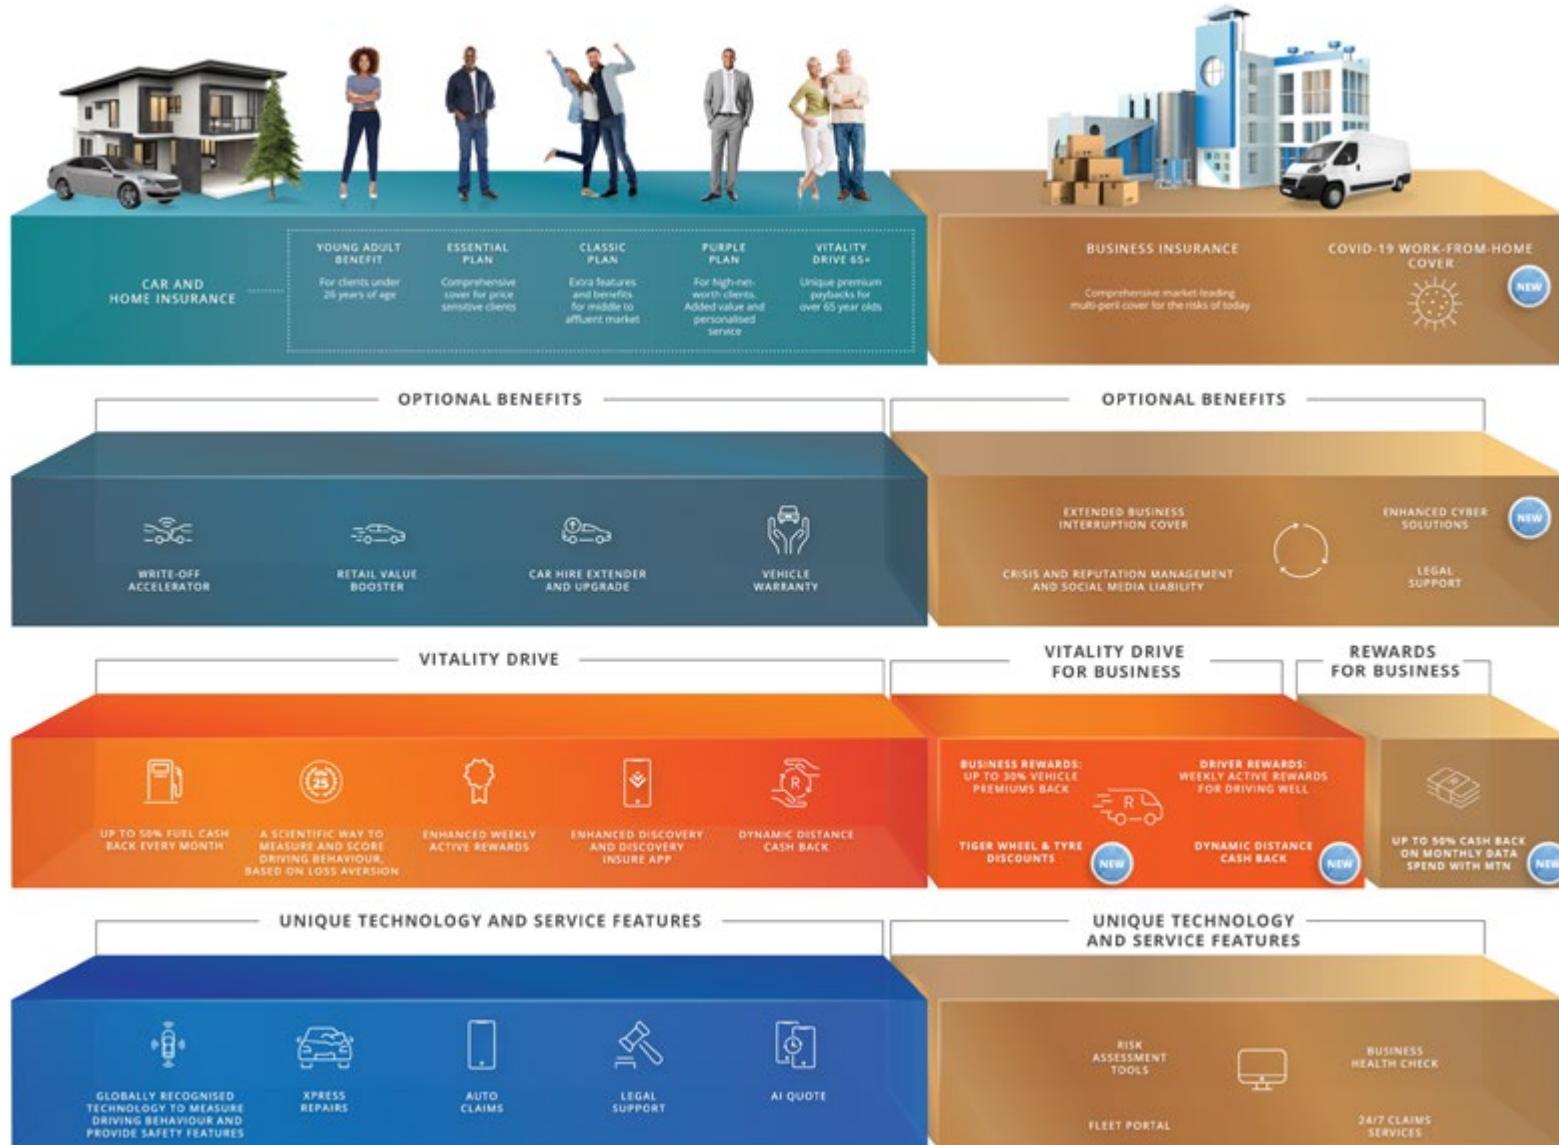 CAR AND
HOME INSURANCE
YOUNG ADULT
BENEFIT
For clients under
26 years of age
ESSENTIAL
PLAN
Comprehensive
cover for price
sensitive clients
CLASSIC
PLAN
Extra features
and benefits
for middle to
affluent market
PURPLE
PLAN
For high-net-
worth clients.
Added value and
personalised
service
VITALITY
DRIVE 65+
Unique premium
paybacks for
over 65 year olds
BUSINESS INSURANCE
Comprehensive market-leading
multi-peril cover for the risks of today
COVID-19 WORK-FROM-HOME
COVER
NEW
OPTIONAL BENEFITS
WRITE-OFF
ACCELERATOR
RETAIL VALUE
BOOSTER
CAR HIRE EXTENDER
AND UPGRADE
VEHICLE
WARRANTY
OPTIONAL BENEFITS
EXTENDED BUSINESS
INTERRUPTION COVER
ENHANCED CYBER
SOLUTIONS
NEW
CRISIS AND REPUTATION MANAGEMENT
AND SOCIAL MEDIA LIABILITY
LEGAL
SUPPORT
VITALITY DRIVE
25
R
UP TO 50% FUEL CASH
BACK EVERY MONTH
A SCIENTIFIC WAY TO
MEASURE AND SCORE
DRIVING BEHAVIOUR,
BASED ON LOSS AVERSION
ENHANCED WEEKLY
ACTIVE REWARDS
ENHANCED DISCOVERY
AND DISCOVERY
INSURE APP
DYNAMIC DISTANCE
CASH BACK
VITALITY DRIVE
FOR BUSINESS
BUSINESS REWARDS:
UP TO 30% VEHICLE
PREMIUMS BACK
R
DRIVER REWARDS:
WEEKLY ACTIVE REWARDS
FOR DRIVING WELL
TIGER WHEEL & TYRE
DISCOUNTS
NEW
DYNAMIC DISTANCE
CASH BACK
NEW
REWARDS
FOR BUSINESS
UP TO 50% CASH BACK
ON MONTHLY DATA
SPEND WITH MTN
NEW
UNIQUE TECHNOLOGY AND SERVICE FEATURES
GLOBALLY RECOGNISED
TECHNOLOGY TO MEASURE
DRIVING BEHAVIOUR AND
PROVIDE SAFETY FEATURES
XPRESS
REPAIRS
AUTO
CLAIMS
LEGAL
SUPPORT
AI QUOTE
UNIQUE TECHNOLOGY
AND SERVICE FEATURES
RISK
ASSESSMENT
TOOLS
BUSINESS
HEALTH CHECK
FLEET PORTAL
24/7 CLAIMS
SERVICES